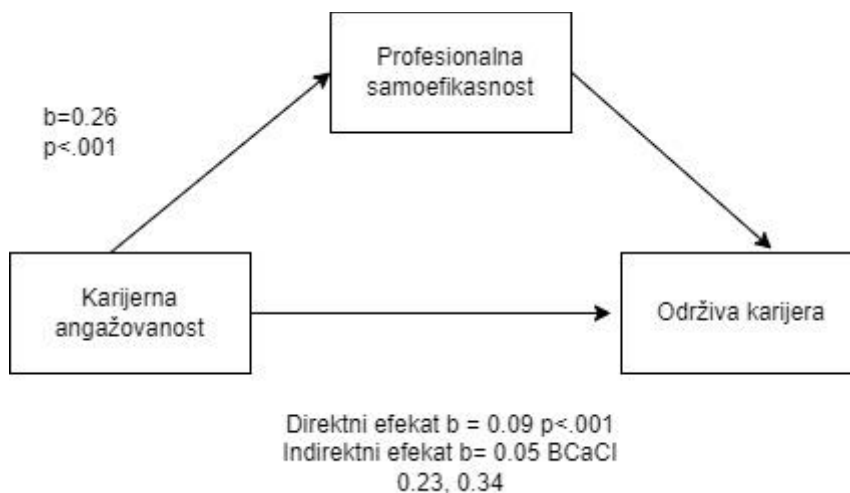 Profesionalna
samoefikasnost
b=0.26
p<.001
Karijerna
angažovanost
Održiva karijera
Direktni efekat b = 0.09 p<.001
Indirektni efekat b= 0.05 BCaCI
0.23, 0.34